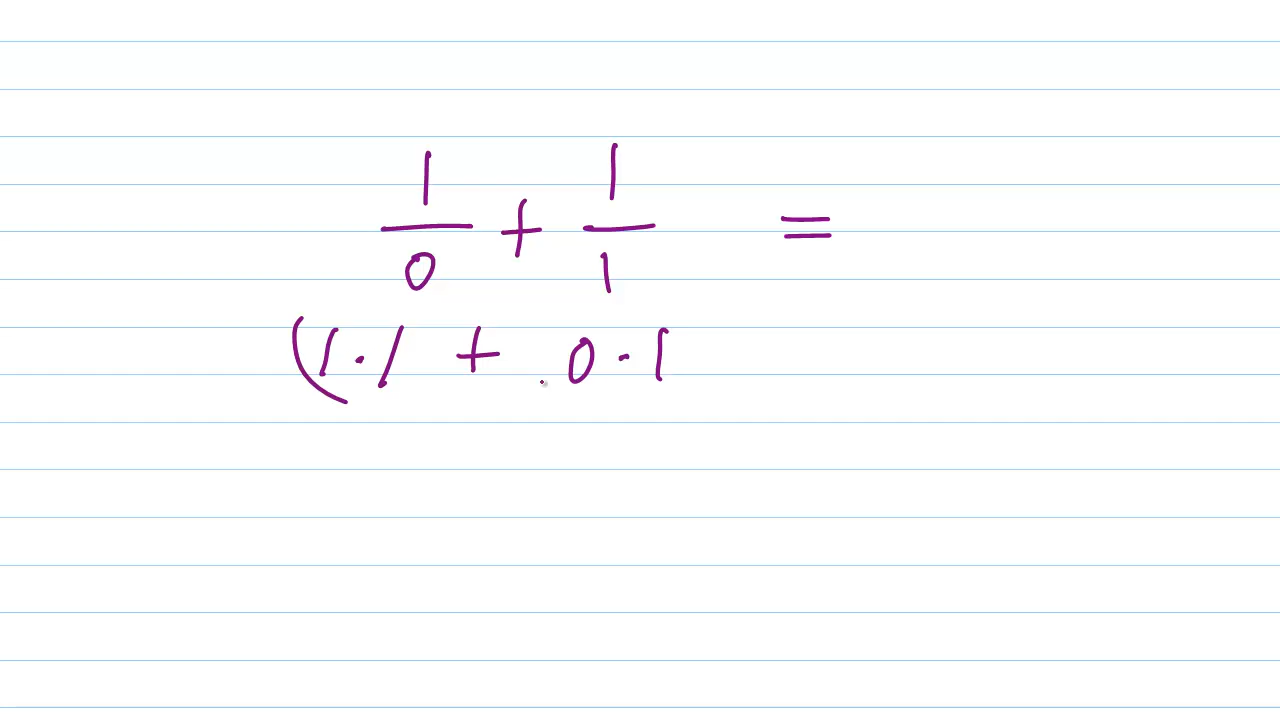 1/0 + 1/1 =
(1·1 + 0·1